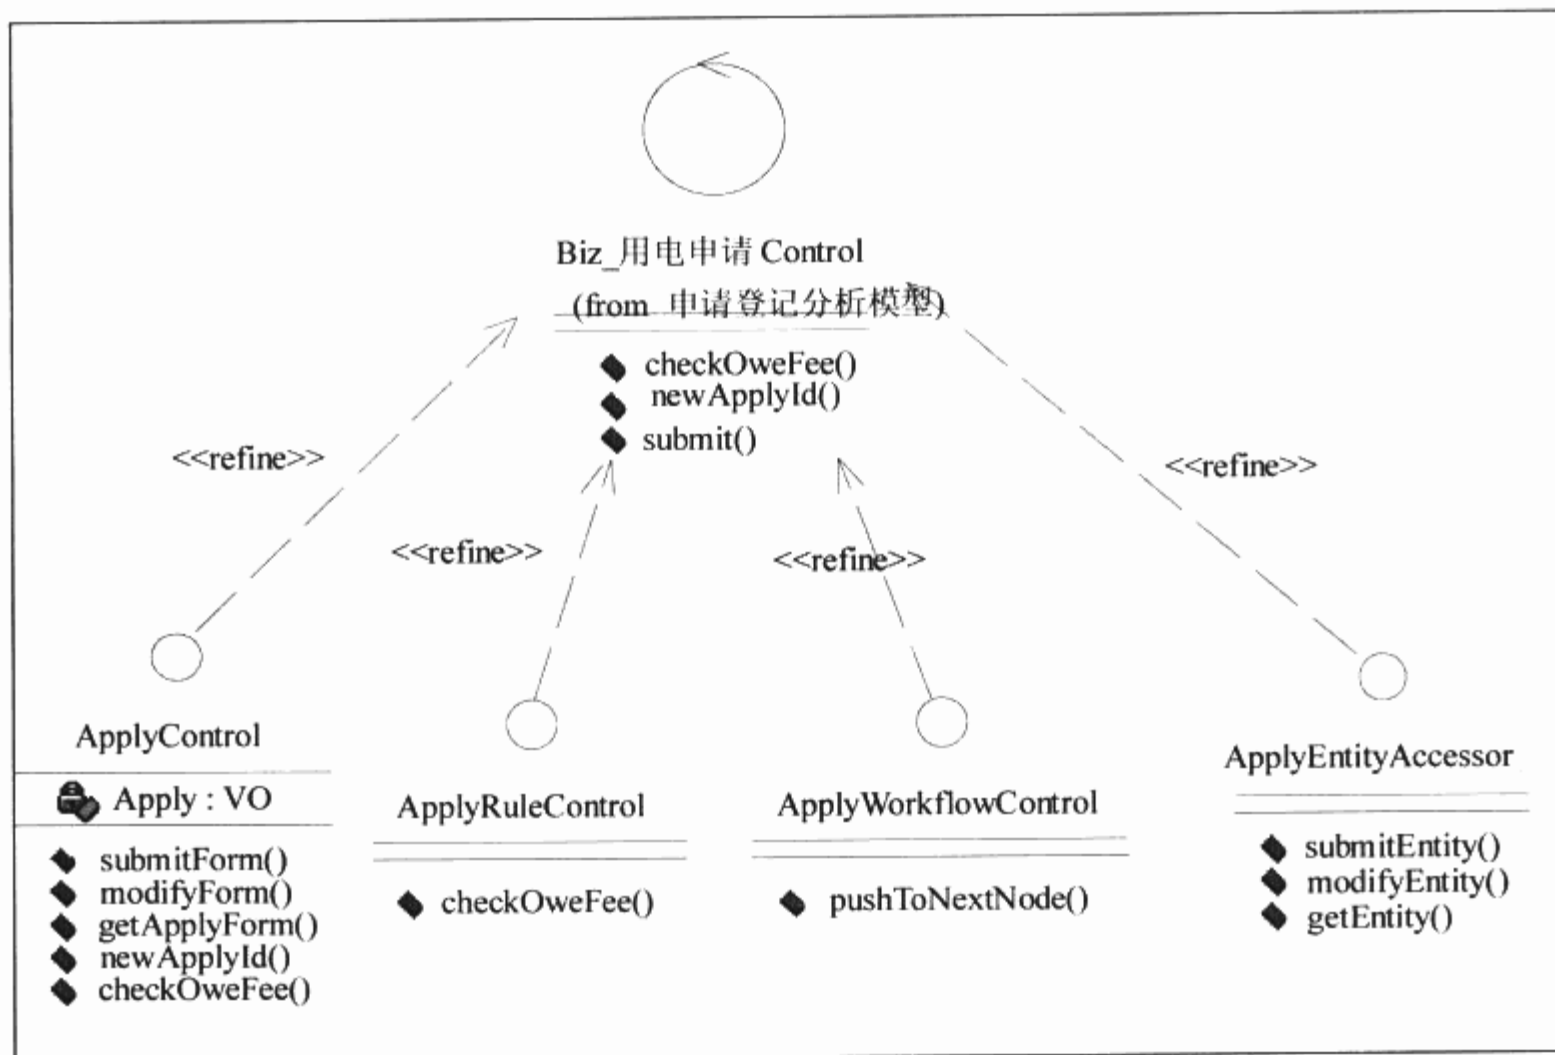 Biz_用电申请 Control
(from 申请登记分析模型)
checkOweFee()
newApplyId()
submit()
<<refine>>
<<refine>>
<<refine>>
<<refine>>
ApplyControl
Apply : VO
submitForm()
modifyForm()
getApplyForm()
newApplyId()
checkOweFee()
ApplyRuleControl
checkOweFee()
ApplyWorkflowControl
pushToNextNode()
ApplyEntityAccessor
submitEntity()
modifyEntity()
getEntity()